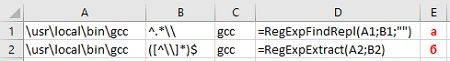 A B C D E
1 \usr\local\bin\gcc ^.*\\ gcc =RegExpFindRepl(A1;B1;"") а
2 \usr\local\bin\gcc ([^\\]*)$ gcc =RegExpExtract(A2;B2) б